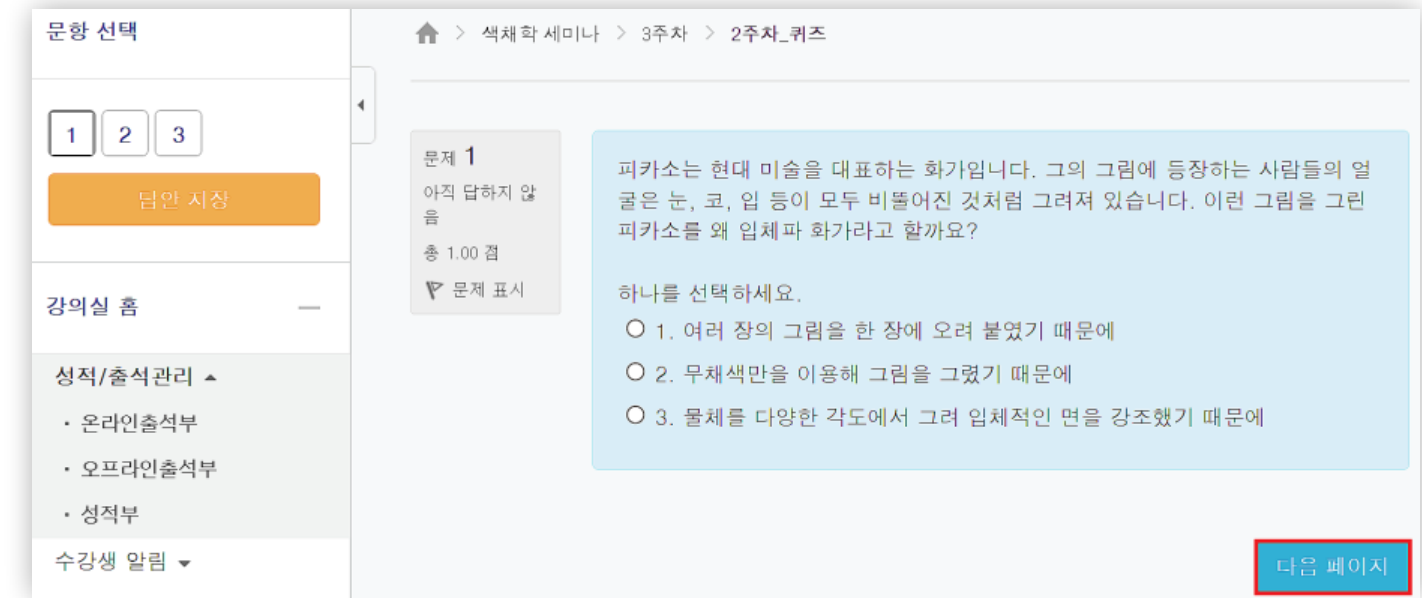 문항 선택
색채학 세미나 > 3주차 > 2주차_퀴즈
1 2 3
답안 저장
강의실 홈
성적/출석관리
· 온라인출석부
· 오프라인출석부
· 성적부
수강생 알림
문제 1
아직 답하지 않
음
총 1.00 점
문제 표시
피카소는 현대 미술을 대표하는 화가입니다. 그의 그림에 등장하는 사람들의 얼
굴은 눈, 코, 입 등이 모두 비뚤어진 것처럼 그려져 있습니다. 이런 그림을 그린
피카소를 왜 입체파 화가라고 할까요?
하나를 선택하세요.
1. 여러 장의 그림을 한 장에 오려 붙였기 때문에
2. 무채색만을 이용해 그림을 그렸기 때문에
3. 물체를 다양한 각도에서 그려 입체적인 면을 강조했기 때문에
다음 페이지